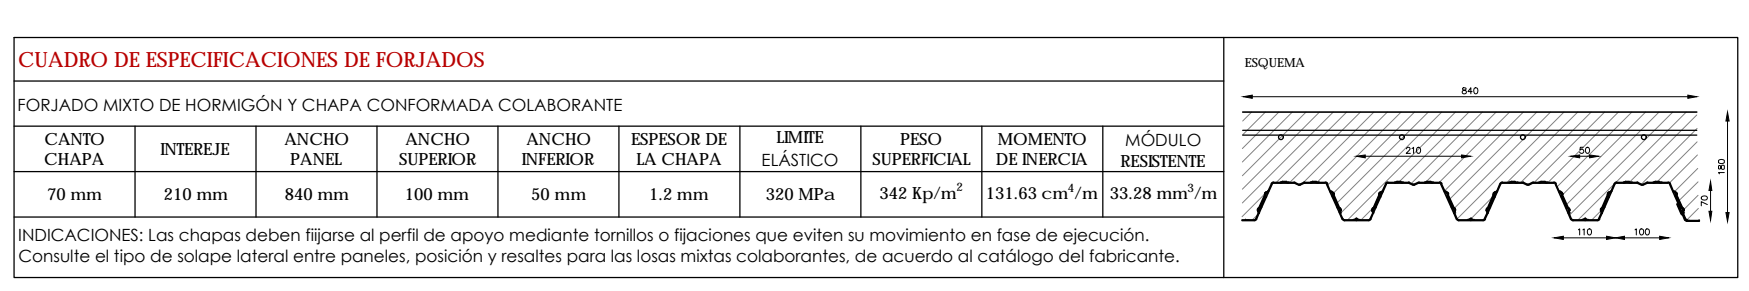 CUADRO DE ESPECIFICACIONES DE FORJADOS
FORJADO MIXTO DE HORMIGÓN Y CHAPA CONFORMADA COLABORANTE
CANTO CHAPA
INTEREJE
ANCHO PANEL
ANCHO SUPERIOR
ANCHO INFERIOR
ESPESOR DE LA CHAPA
LIMITE ELÁSTICO
PESO SUPERFICIAL
MOMENTO DE INERCIA
MÓDULO RESISTENTE
70 mm 210 mm 840 mm 100 mm 50 mm 1.2 mm 320 MPa 342 Kp/m² 131.63 cm⁴/m 33.28 mm³/m
INDICACIONES: Las chapas deben fiijarse al perfil de apoyo mediante tornillos o fijaciones que eviten su movimiento en fase de ejecución.
Consulte el tipo de solape lateral entre paneles, posición y resaltes para las losas mixtas colaborantes, de acuerdo al catálogo del fabricante.
ESQUEMA
840
210
50
180
70
110
100